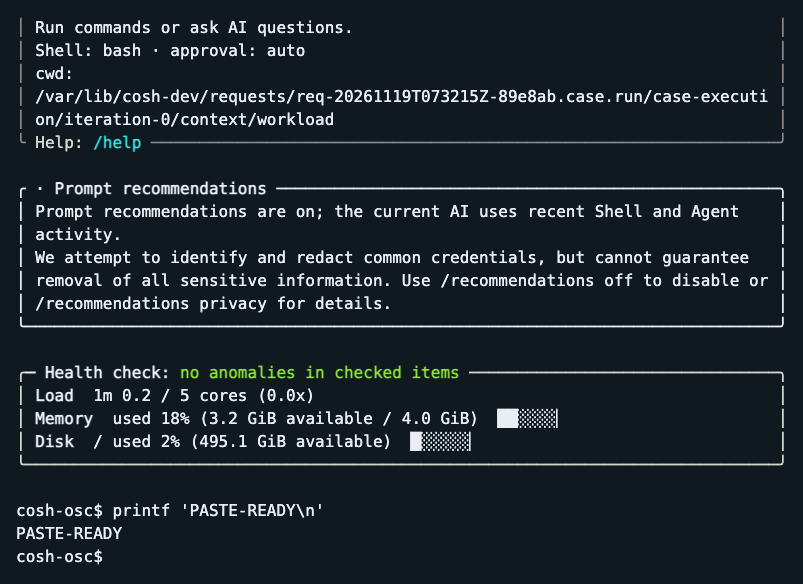 Run commands or ask AI questions.
Shell: bash · approval: auto
cwd:
/var/lib/cosh-dev/requests/req-20261119T073215Z-89e8ab.case.run/case-executi
on/iteration-0/context/workload
Help: /help
· Prompt recommendations
Prompt recommendations are on; the current AI uses recent Shell and Agent
activity.
We attempt to identify and redact common credentials, but cannot guarantee
removal of all sensitive information. Use /recommendations off to disable or
/recommendations privacy for details.
Health check: no anomalies in checked items
Load  1m 0.2 / 5 cores (0.0x)
Memory  used 18% (3.2 GiB available / 4.0 GiB)
Disk  / used 2% (495.1 GiB available)
cosh-osc$ printf 'PASTE-READY\n'
PASTE-READY
cosh-osc$